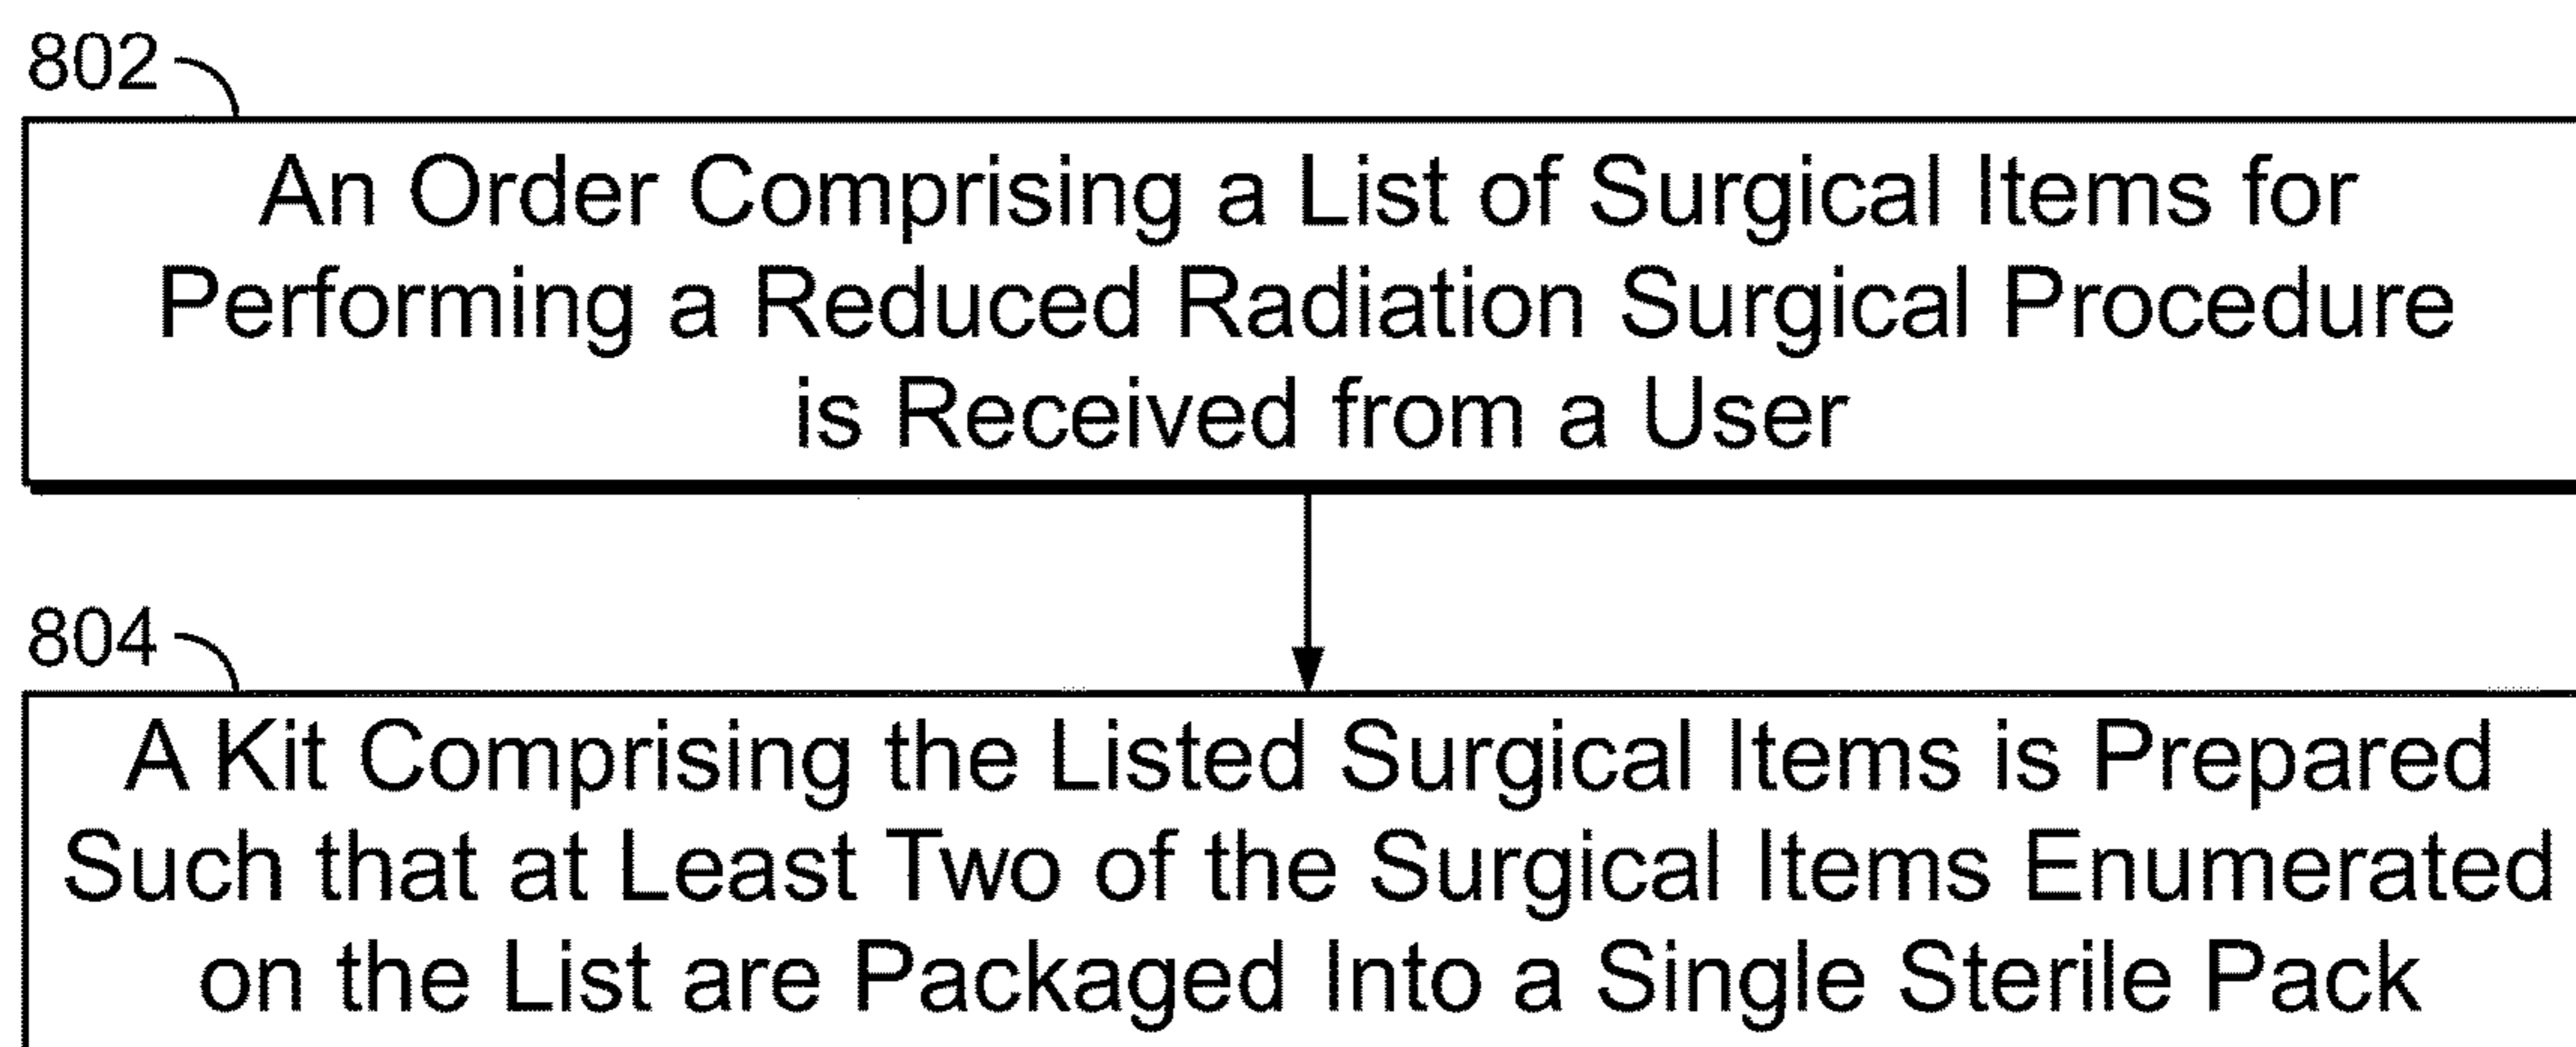 802
An Order Comprising a List of Surgical Items for
Performing a Reduced Radiation Surgical Procedure
is Received from a User
804
A Kit Comprising the Listed Surgical Items is Prepared
Such that at Least Two of the Surgical Items Enumerated
on the List are Packaged Into a Single Sterile Pack